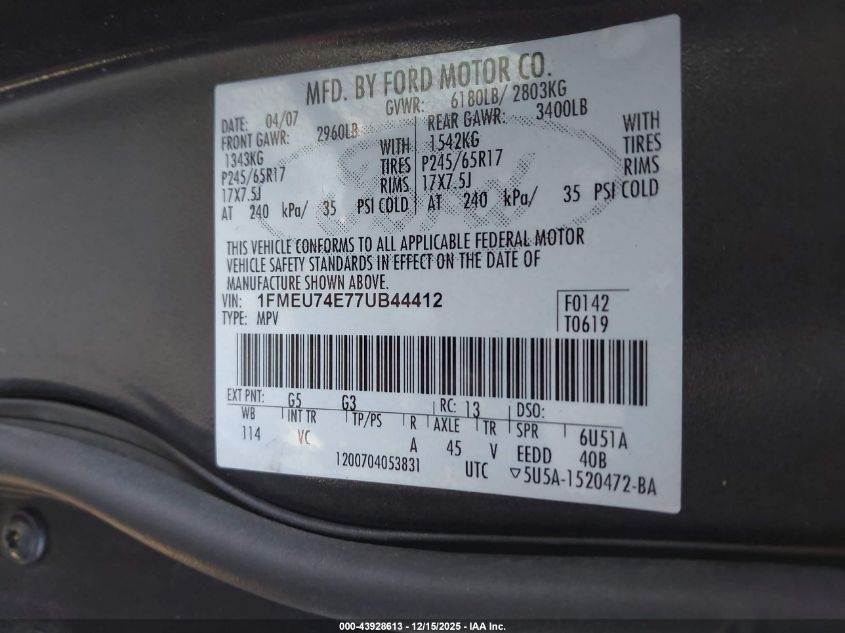 MFD. BY FORD MOTOR CO.
DATE: 04/07 GVWR: 6180LB/ 2803KG
FRONT GAWR: 2960LB REAR GAWR: 3400LB
1343KG WITH 1542KG WITH
P245/65R17 TIRES P245/65R17 TIRES
17X7.5J RIMS 17X7.5J RIMS
AT 240 kPa/ 35 PSI COLD AT 240 kPa/ 35 PSI COLD
THIS VEHICLE CONFORMS TO ALL APPLICABLE FEDERAL MOTOR
VEHICLE SAFETY STANDARDS IN EFFECT ON THE DATE OF
MANUFACTURE SHOWN ABOVE.
VIN: 1FMEU74E77UB44412 F0142
TYPE: MPV T0619
EXT PNT: G5 G3 RC: 13 DSO:
WB INT TR TP/PS R AXLE TR SPR 6U51A
114 VC A 45 V EEDD 40B
1200704053831 UTC ▽5U5A-1520472-BA
000-43928613 - 12/15/2025 - IAA Inc.